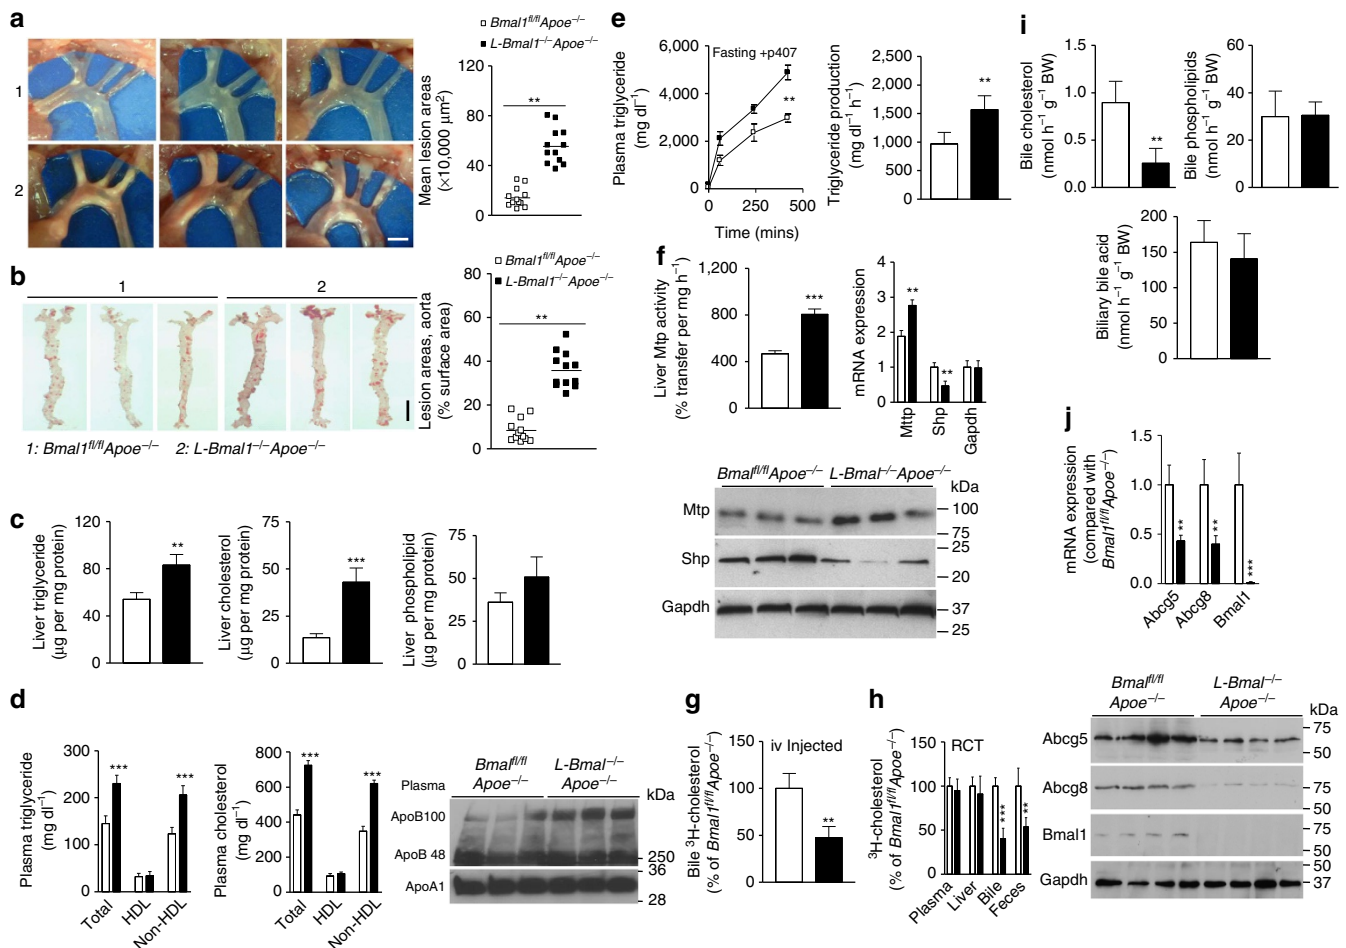 a
Bmal1fl/flApoe−/−
L-Bmal1−/−Apoe−/−
1
2
Mean lesion areas
(×10,000 µm2)
120
80
40
0
**
b
1
2
Bmal1fl/flApoe−/−
L-Bmal1−/−Apoe−/−
Lesion areas, aorta
(% surface area)
80
60
40
20
0
**
1: Bmal1fl/flApoe−/−
2: L-Bmal1−/−Apoe−/−
c
Liver triglyceride
(µg per mg protein)
120
80
40
0
**
Liver cholesterol
(µg per mg protein)
75
50
25
0
***
Liver phospholipid
(µg per mg protein)
75
50
25
0
d
Plasma triglyceride
(mg dl−1)
300
200
100
0
***
***
Total
HDL
Non-HDL
Plasma cholesterol
(mg dl−1)
800
600
400
200
0
***
***
Total
HDL
Non-HDL
Plasma
Bmalfl/fl
Apoe−/−
L-Bmal−/−
Apoe−/−
kDa
ApoB100
ApoB 48
ApoA1
250
36
28
e
Plasma triglyceride
(mg dl−1)
6,000
4,000
2,000
0
Fasting +p407
**
0
250
500
Time (mins)
Triglyceride production
(mg dl−1 h−1)
2,500
2,000
1,500
1,000
500
0
**
f
Liver Mtp activity
(% transfer per mg h−1)
1,200
800
400
0
***
mRNA expression
4
3
2
1
0
**
**
Mttp
Shp
Gapdh
Bmalfl/flApoe−/−
L-Bmal−/−Apoe−/−
kDa
Mtp
100
75
Shp
25
20
Gapdh
37
25
g
Bile 3H-cholesterol
(% of Bmal1fl/flApoe−/−)
150
100
50
0
iv Injected
**
h
3H-cholesterol
(% of Bmal1fl/flApoe−/−)
150
100
50
0
RCT
***
**
Plasma
Liver
Bile
Feces
i
Bile cholesterol
(nmol h−1 g−1 BW)
1.5
1.0
0.5
0.0
**
Bile phospholipids
(nmol h−1 g−1 BW)
60
40
20
0
Biliary bile acid
(nmol h−1 g−1 BW)
200
150
100
50
0
j
mRNA expression
(compared with
Bmal1fl/flApoe−/−)
1.5
1.0
0.5
0.0
**
**
***
Abcg5
Abcg8
Bmal1
Bmalfl/fl
Apoe−/−
L-Bmal−/−
Apoe−/−
kDa
Abcg5
75
50
Abcg8
75
50
Bmal1
75
50
Gapdh
50
37